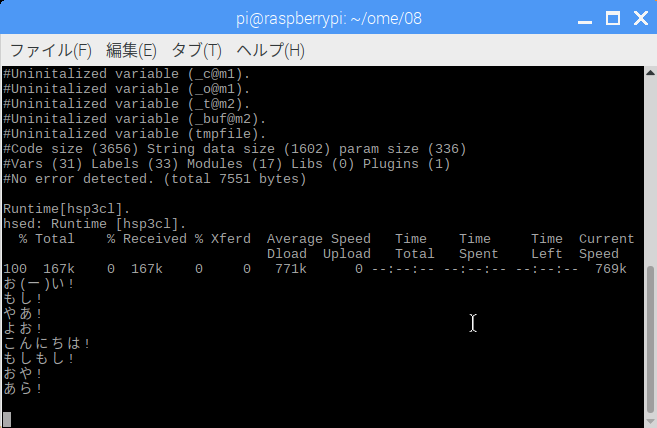 pi@raspberrypi: ~/ome/08
ファイル(F) 編集(E) タブ(T) ヘルプ(H)
#Uninitalized variable (_c@m1).
#Uninitalized variable (_o@m1).
#Uninitalized variable (_t@m2).
#Uninitalized variable (_buf@m2).
#Uninitalized variable (tmpfile).
#Code size (3656) String data size (1602) param size (336)
#Vars (31) Labels (33) Modules (17) Libs (0) Plugins (1)
#No error detected. (total 7551 bytes)
Runtime[hsp3cl].
hsed: Runtime [hsp3cl].
% Total % Received % Xferd Average Speed Time Time Time Current
Dload Upload Total Spent Left Speed
100 167k 0 167k 0 0 771k 0 --:--:-- --:--:-- --:--:-- 769k
お(ー)い!
もし!
やあ!
よお!
こんにちは!
もしもし!
おや!
あら!